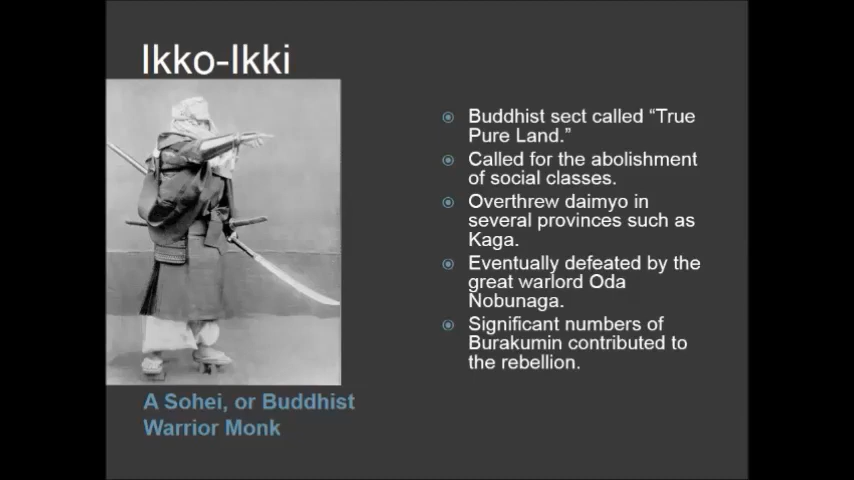 Ikko-Ikki
Buddhist sect called “True
Pure Land.”
Called for the abolishment
of social classes.
Overthrew daimyo in
several provinces such as
Kaga.
Eventually defeated by the
great warlord Oda
Nobunaga.
Significant numbers of
Burakumin contributed to
the rebellion.
A Sohei, or Buddhist
Warrior Monk